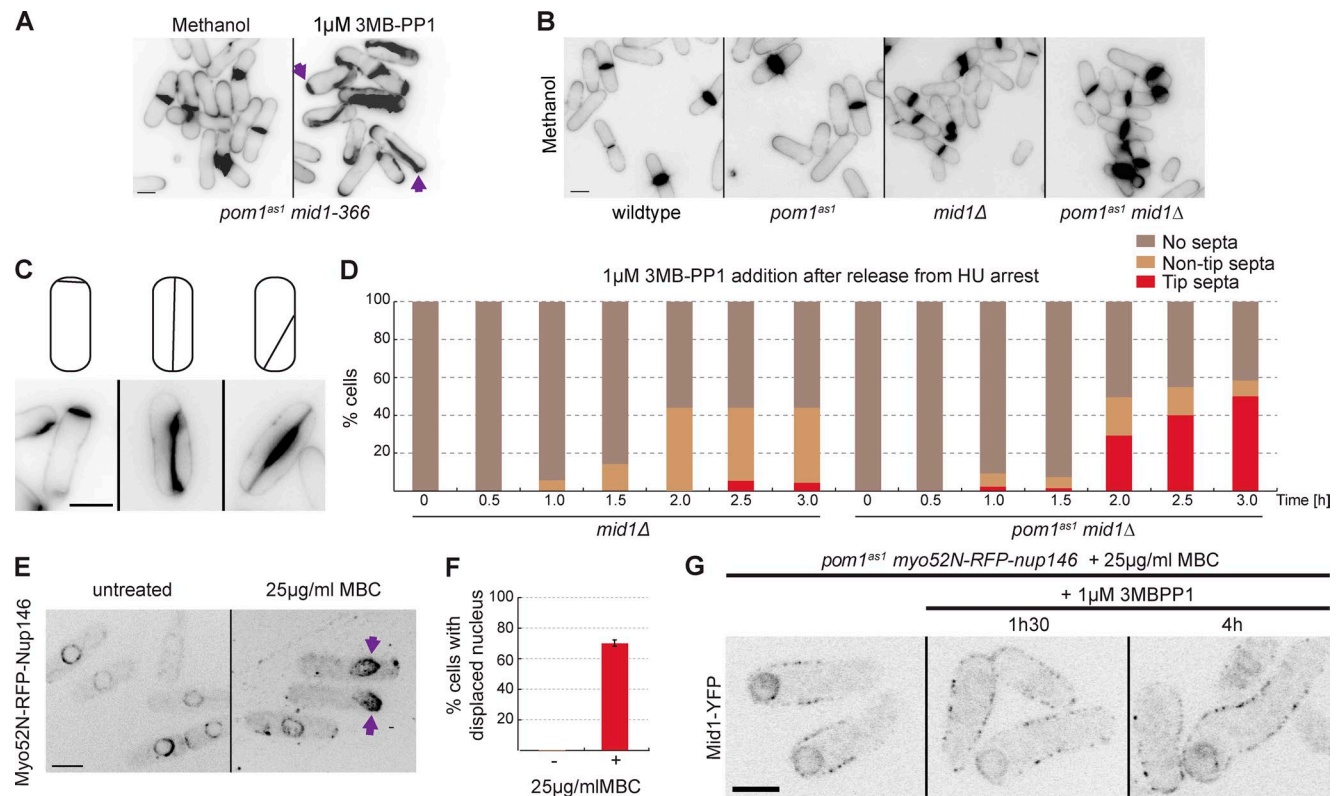 A
Methanol
1µM 3MB-PP1
pom1as1 mid1-366
B
Methanol
wildtype
pom1as1
mid1Δ
pom1as1 mid1Δ
No septa
Non-tip septa
Tip septa
C
D
1µM 3MB-PP1 addition after release from HU arrest
% cells
100
80
60
40
20
0 0.5 1.0 1.5 2.0 2.5 3.0 0 0.5 1.0 1.5 2.0 2.5 3.0 Time [h]
mid1Δ
pom1as1 mid1Δ
E
untreated
25µg/ml MBC
Myo52N-RFP-Nup146
F
% cells with
displaced nucleus
100
80
60
40
20
- +
25µg/mlMBC
G
pom1as1 myo52N-RFP-nup146 + 25µg/ml MBC
+ 1µM 3MBPP1
1h30
4h
Mid1-YFP